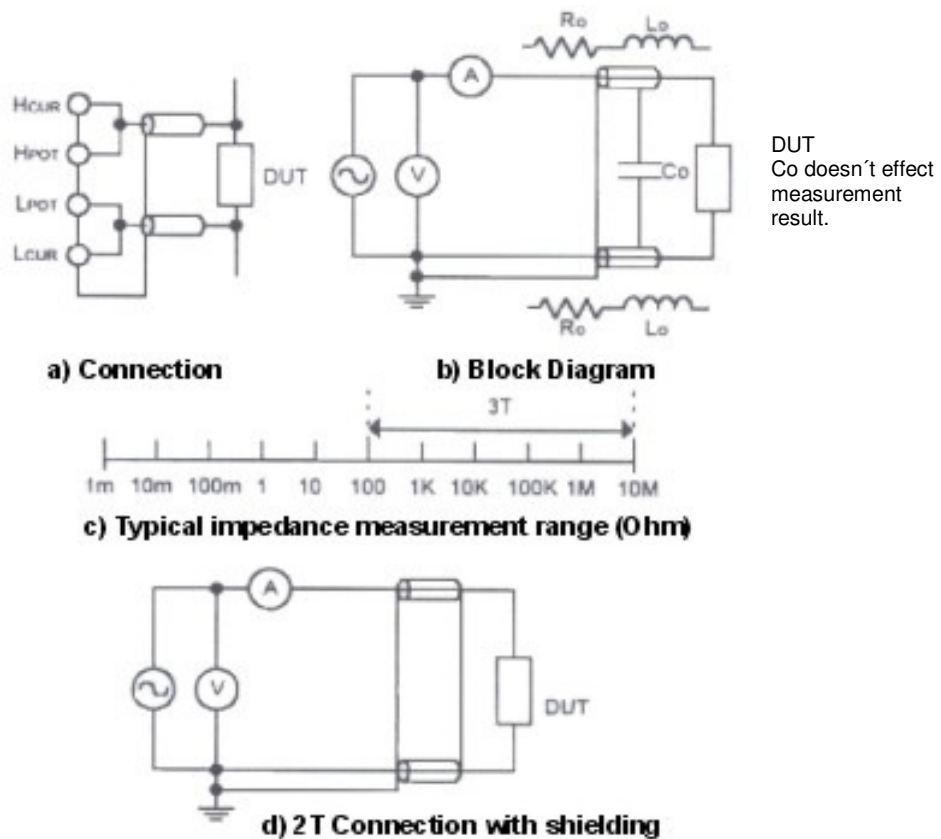 Ro Lo
A
HCUR
HPOT
LPOT
LCUR
DUT
V
Co
DUT
Co doesn´t effect
measurement
result.
Ro Lo
a) Connection
b) Block Diagram
3T
1m 10m 100m 1 10 100 1K 10K 100K 1M 10M
c) Typical impedance measurement range (Ohm)
A
V
DUT
d) 2T Connection with shielding